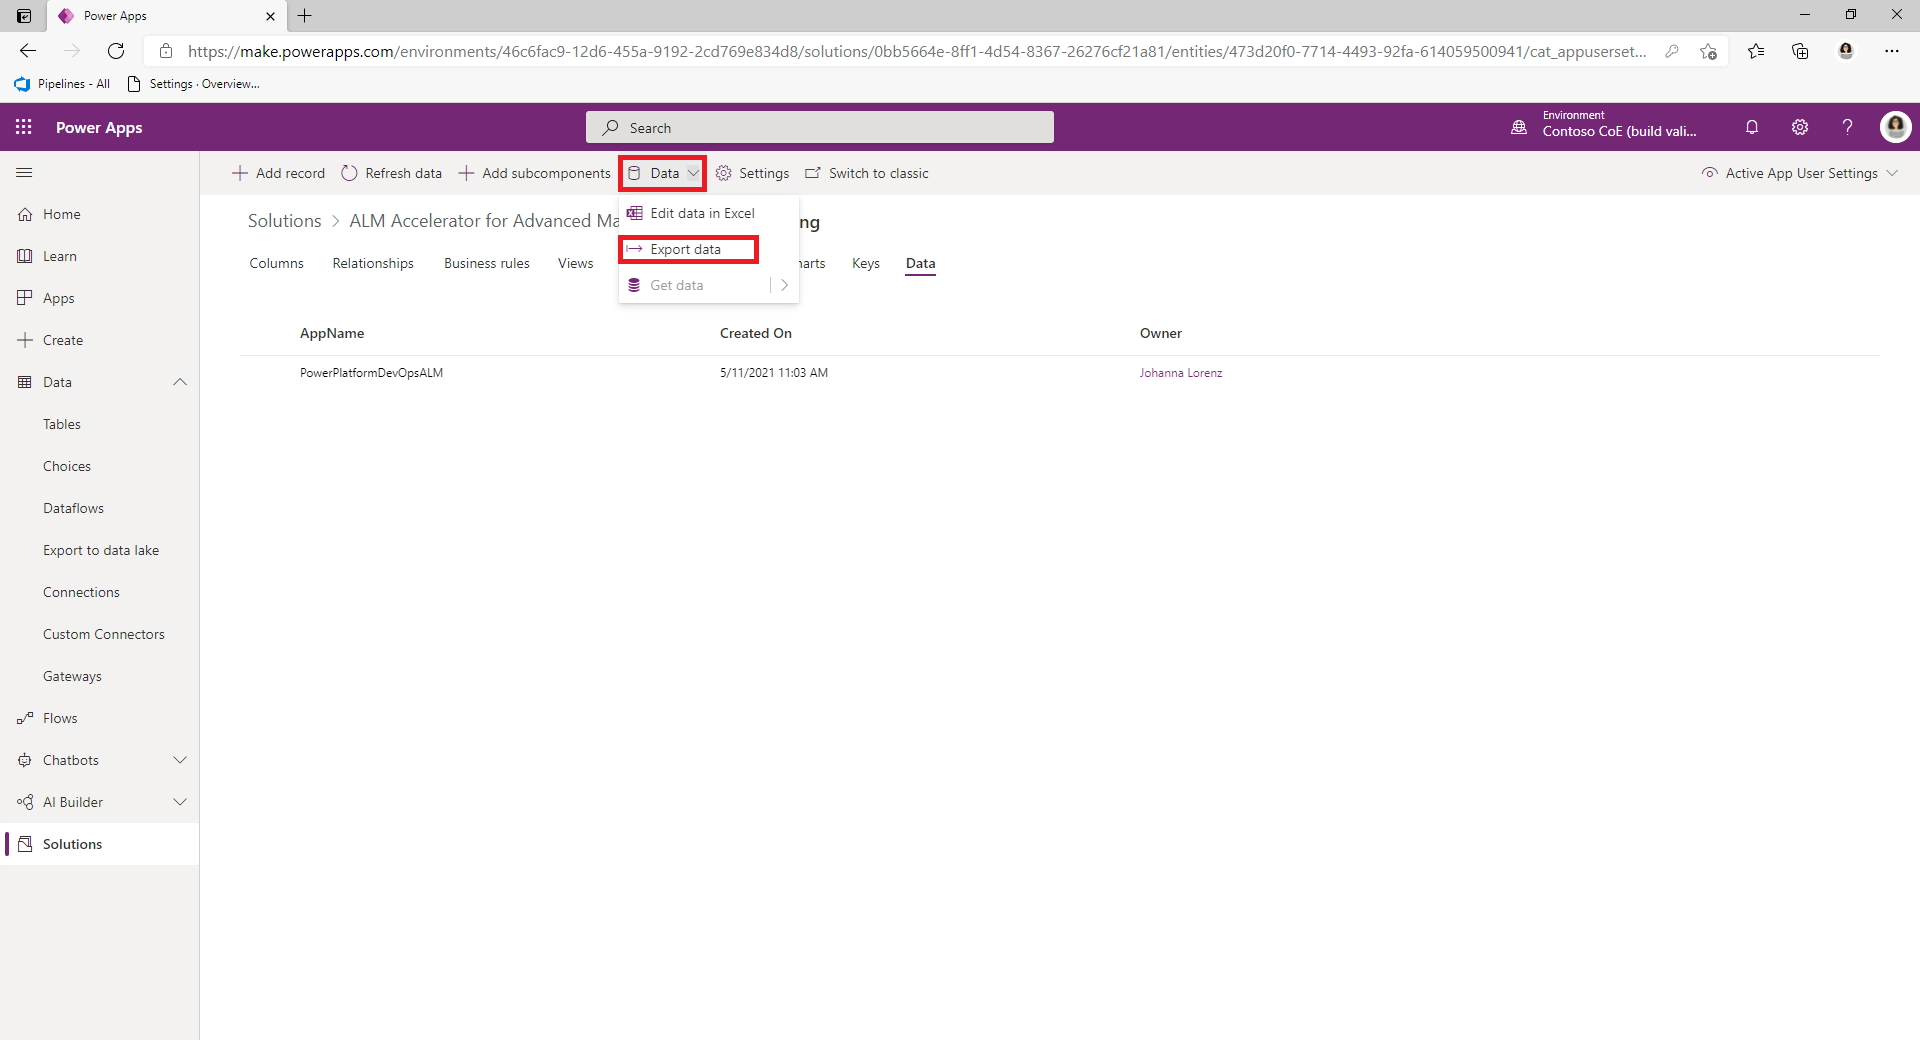 Power Apps
https://make.powerapps.com/environments/46c6fac9-12d6-455a-9192-2cd769e834d8/solutions/0bb5664e-8ff1-4d54-8367-26276cf21a81/entities/473d20f0-7714-4493-92fa-614059500941/cat_appuserset...
Pipelines - All
Settings · Overview...
Power Apps
Search
Environment
Contoso CoE (build vali...
Add record
Refresh data
Add subcomponents
Data
Settings
Switch to classic
Active App User Settings
Solutions > ALM Accelerator for Advanced Ma
ng
Edit data in Excel
Export data
Get data
Columns
Relationships
Business rules
Views
harts
Keys
Data
AppName
Created On
Owner
PowerPlatformDevOpsALM
5/11/2021 11:03 AM
Johanna Lorenz
Home
Learn
Apps
Create
Data
Tables
Choices
Dataflows
Export to data lake
Connections
Custom Connectors
Gateways
Flows
Chatbots
AI Builder
Solutions